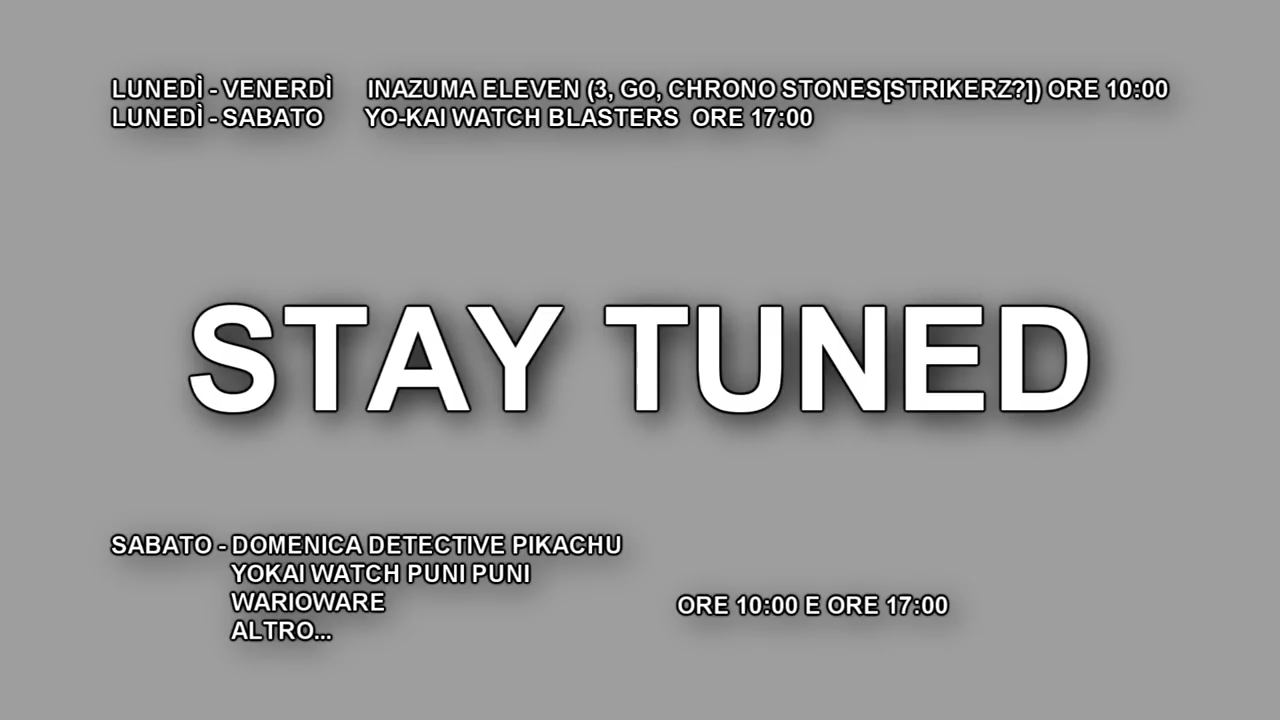 LUNEDÌ - VENERDÌ INAZUMA ELEVEN (3, GO, CHRONO STONES[STRIKERZ?]) ORE 10:00
LUNEDÌ - SABATO YO-KAI WATCH BLASTERS ORE 17:00
STAY TUNED
SABATO - DOMENICA DETECTIVE PIKACHU
YOKAI WATCH PUNI PUNI
WARIOWARE
ORE 10:00 E ORE 17:00
ALTRO...